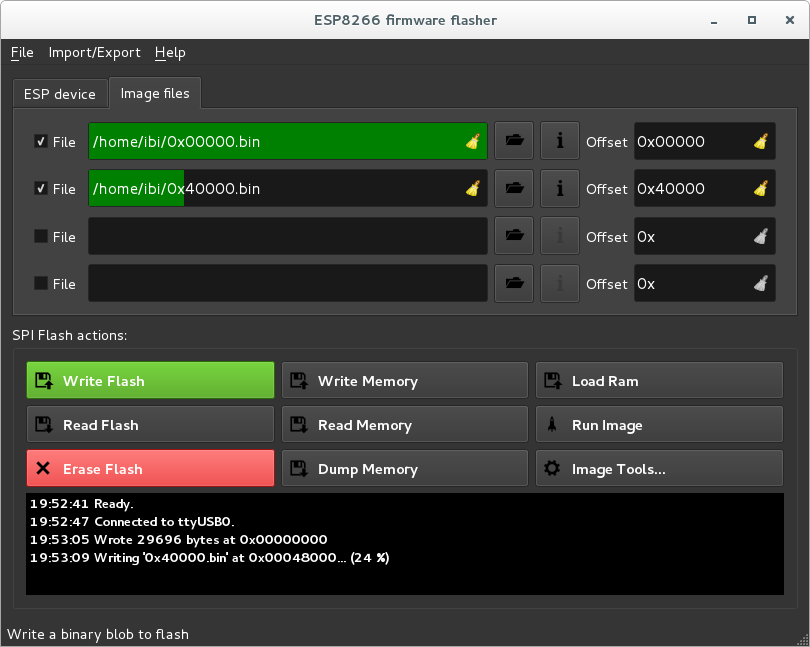 ESP8266 firmware flasher
File Import/Export Help
ESP device Image files
File /home/ibi/0x00000.bin Offset 0x00000
File /home/ibi/0x40000.bin Offset 0x40000
File Offset 0x
File Offset 0x
SPI Flash actions:
Write Flash Write Memory Load Ram
Read Flash Read Memory Run Image
Erase Flash Dump Memory Image Tools...
19:52:41 Ready.
19:52:47 Connected to ttyUSB0.
19:53:05 Wrote 29696 bytes at 0x00000000
19:53:09 Writing '0x40000.bin' at 0x00048000... (24 %)
Write a binary blob to flash